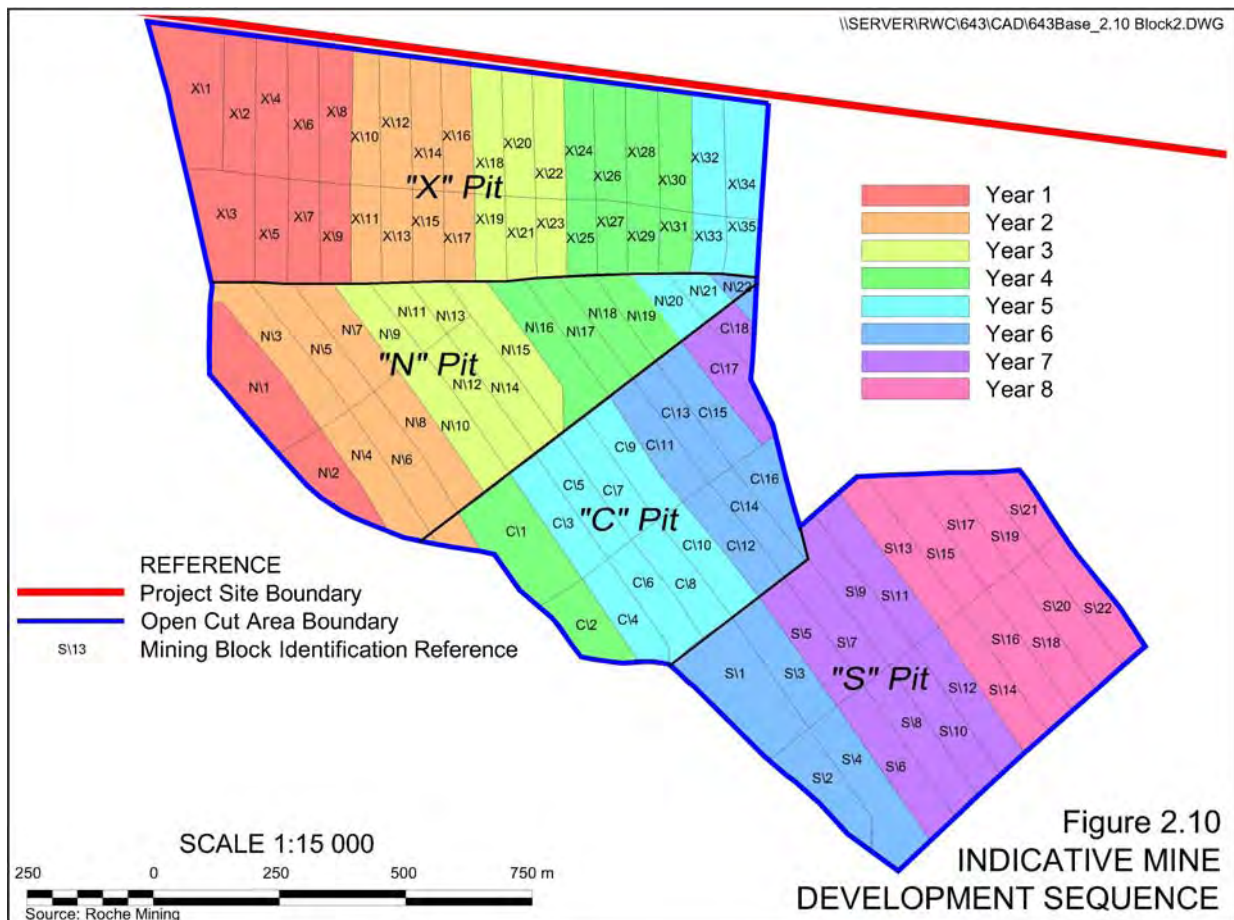 \\SERVER\RWC\643\CAD\643Base_2.10 Block2.DWG
X\1
X\2
X\4
X\6
X\8
X\10
X\12
X\14
X\16
X\18
X\20
X\22
X\24
X\26
X\28
X\30
X\32
X\34
"X" Pit
X\3
X\5
X\7
X\9
X\11
X\13
X\15
X\17
X\19
X\21
X\23
X\25
X\27
X\29
X\31
X\33
X\35
Year 1
Year 2
Year 3
Year 4
Year 5
Year 6
Year 7
Year 8
N\1
N\3
N\5
N\7
N\9
N\11
N\13
N\15
N\16
N\17
N\18
N\19
N\20
N\21
N\22
"N" Pit
N\2
N\4
N\6
N\8
N\10
N\12
N\14
C\18
C\17
C\13
C\15
C\9
C\11
C\5
C\7
C\16
C\14
C\12
"C" Pit
C\1
C\3
C\10
C\6
C\8
C\2
C\4
S\21
S\17
S\19
S\13
S\15
S\9
S\11
S\20
S\22
S\5
S\7
S\16
S\18
S\1
S\3
"S" Pit
S\12
S\14
S\8
S\10
S\4
S\6
S\2
REFERENCE
Project Site Boundary
Open Cut Area Boundary
S\13 Mining Block Identification Reference
SCALE 1:15 000
250 0 250 500 750 m
Source: Roche Mining
Figure 2.10
INDICATIVE MINE
DEVELOPMENT SEQUENCE